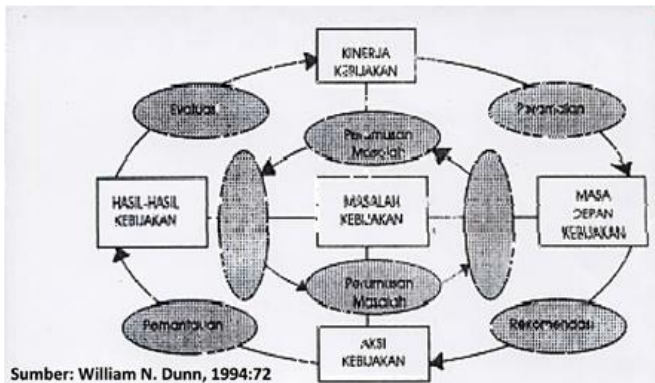 KINERJA
KEBIJAKAN
Evaluasi
Peramalan
Perumusan
Masalah
HASIL-HASIL
KEBIJAKAN
MASALAH
KEBIJAKAN
MASA
DEPAN
KEBIJAKAN
Perumusan
Masalah
Pemantauan
Rekomendasi
AKSI
KEBIJAKAN
Sumber: William N. Dunn, 1994:72